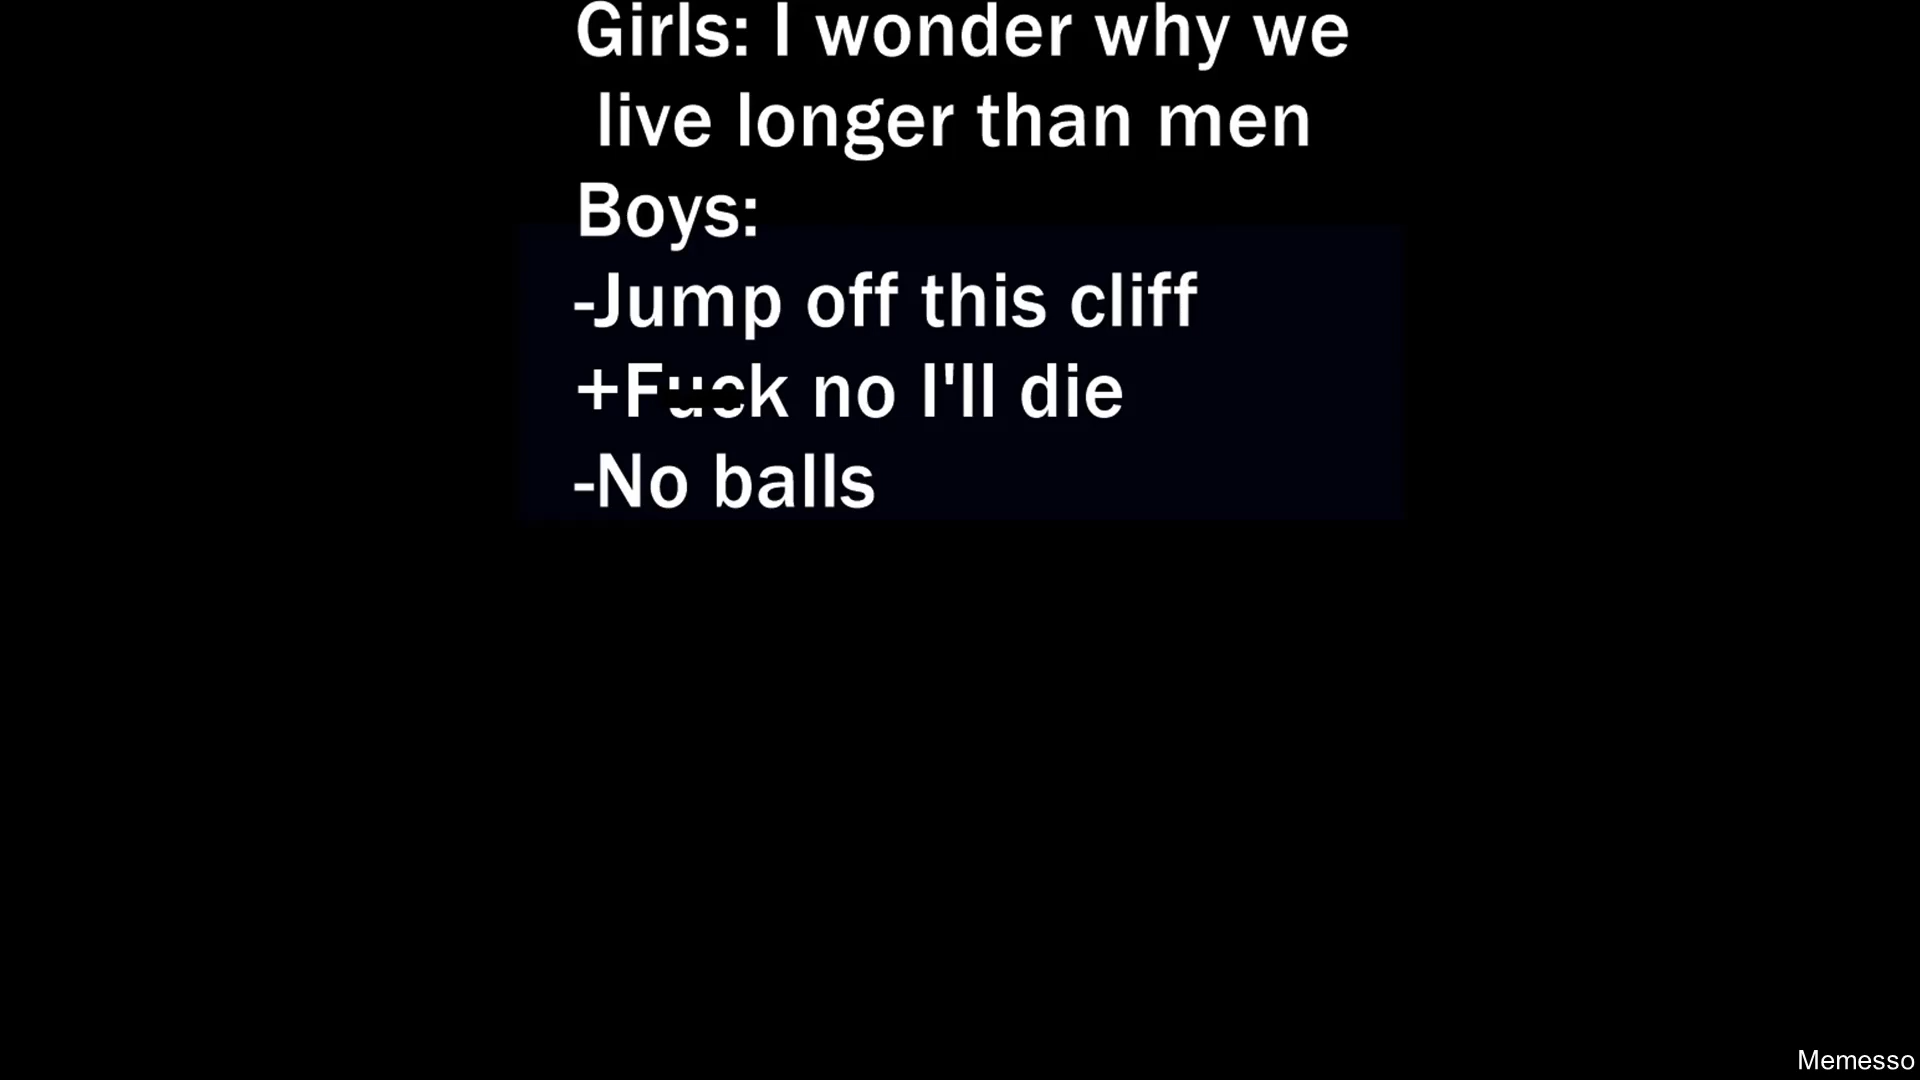 Girls: I wonder why we
live longer than men
Boys:
-Jump off this cliff
+Fuck no I'll die
-No balls
Memesso